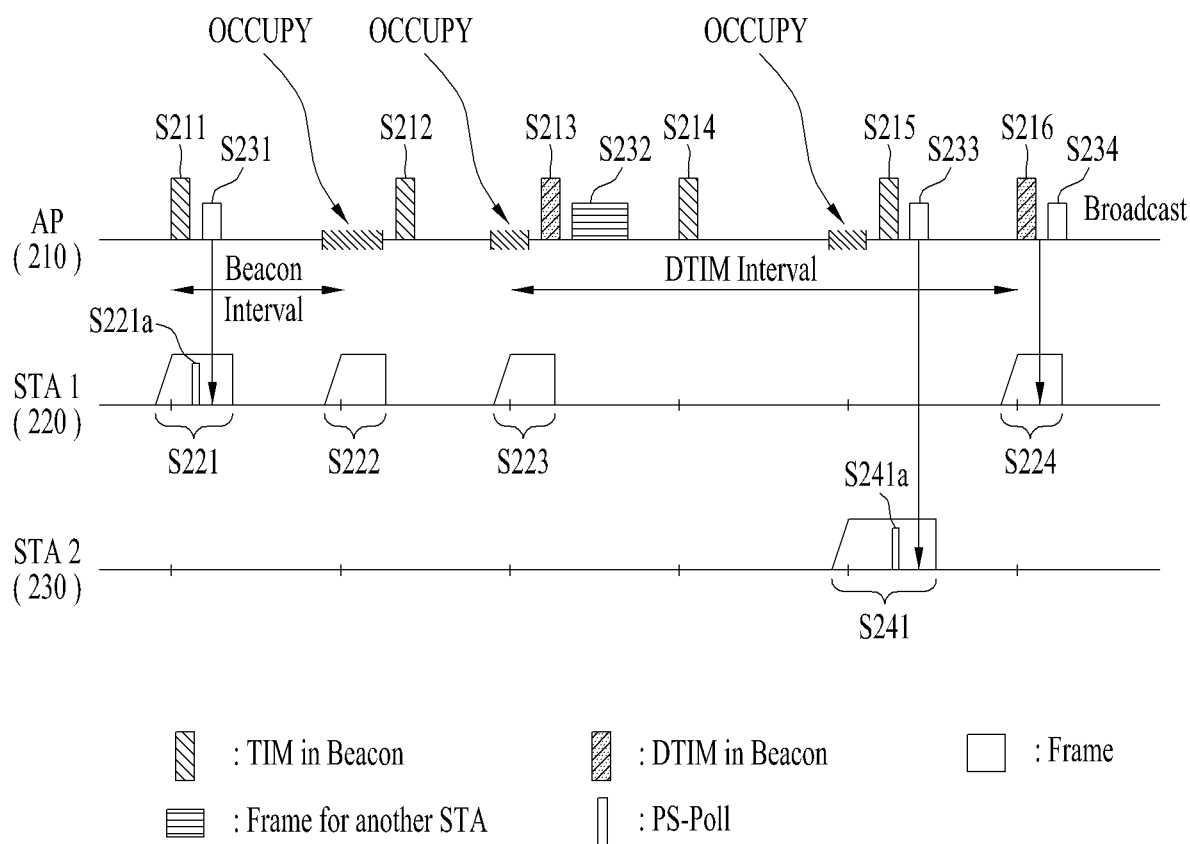 OCCUPY OCCUPY OCCUPY
S211 S212 S213 S214 S215 S216
S231 S232 S233 S234
AP
( 210 )
Broadcast
Beacon
Interval
DTIM Interval
S221a
STA 1
( 220 )
S221 S222 S223 S224
S241a
STA 2
( 230 )
S241
: TIM in Beacon
: DTIM in Beacon
: Frame
: Frame for another STA
: PS-Poll